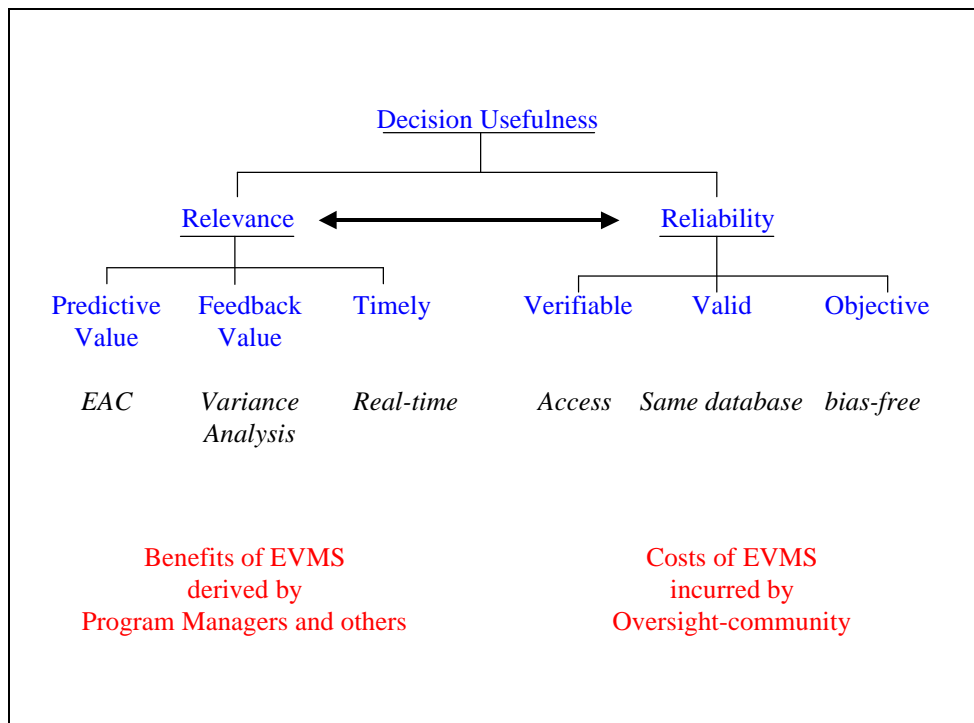 Decision Usefulness
Relevance
Reliability
Predictive Value
Feedback Value
Timely
Verifiable
Valid
Objective
EAC
Variance Analysis
Real-time
Access
Same database
bias-free
Benefits of EVMS
derived by
Program Managers and others
Costs of EVMS
incurred by
Oversight-community